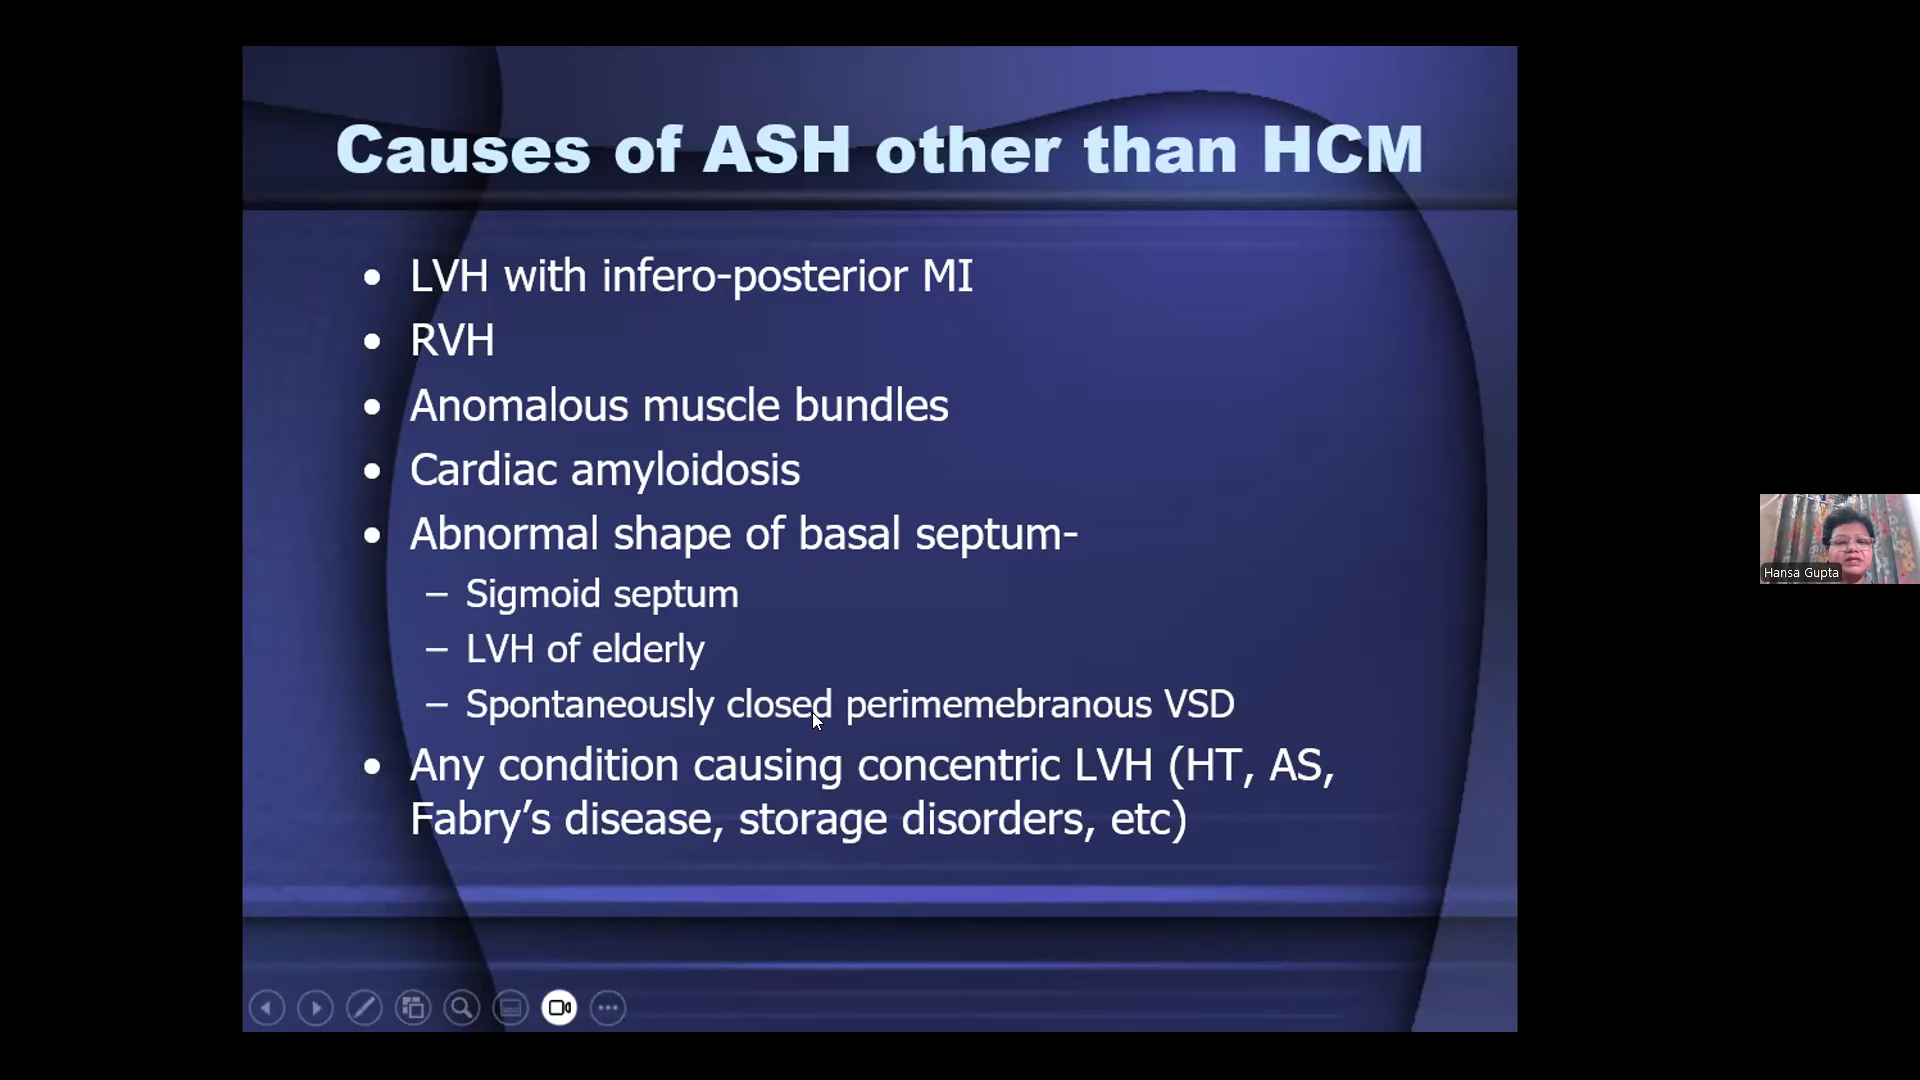 Causes of ASH other than HCM
• LVH with infero-posterior MI
• RVH
• Anomalous muscle bundles
• Cardiac amyloidosis
• Abnormal shape of basal septum-
– Sigmoid septum
– LVH of elderly
– Spontaneously closed perimemebranous VSD
• Any condition causing concentric LVH (HT, AS,
Fabry’s disease, storage disorders, etc)
Hansa Gupta